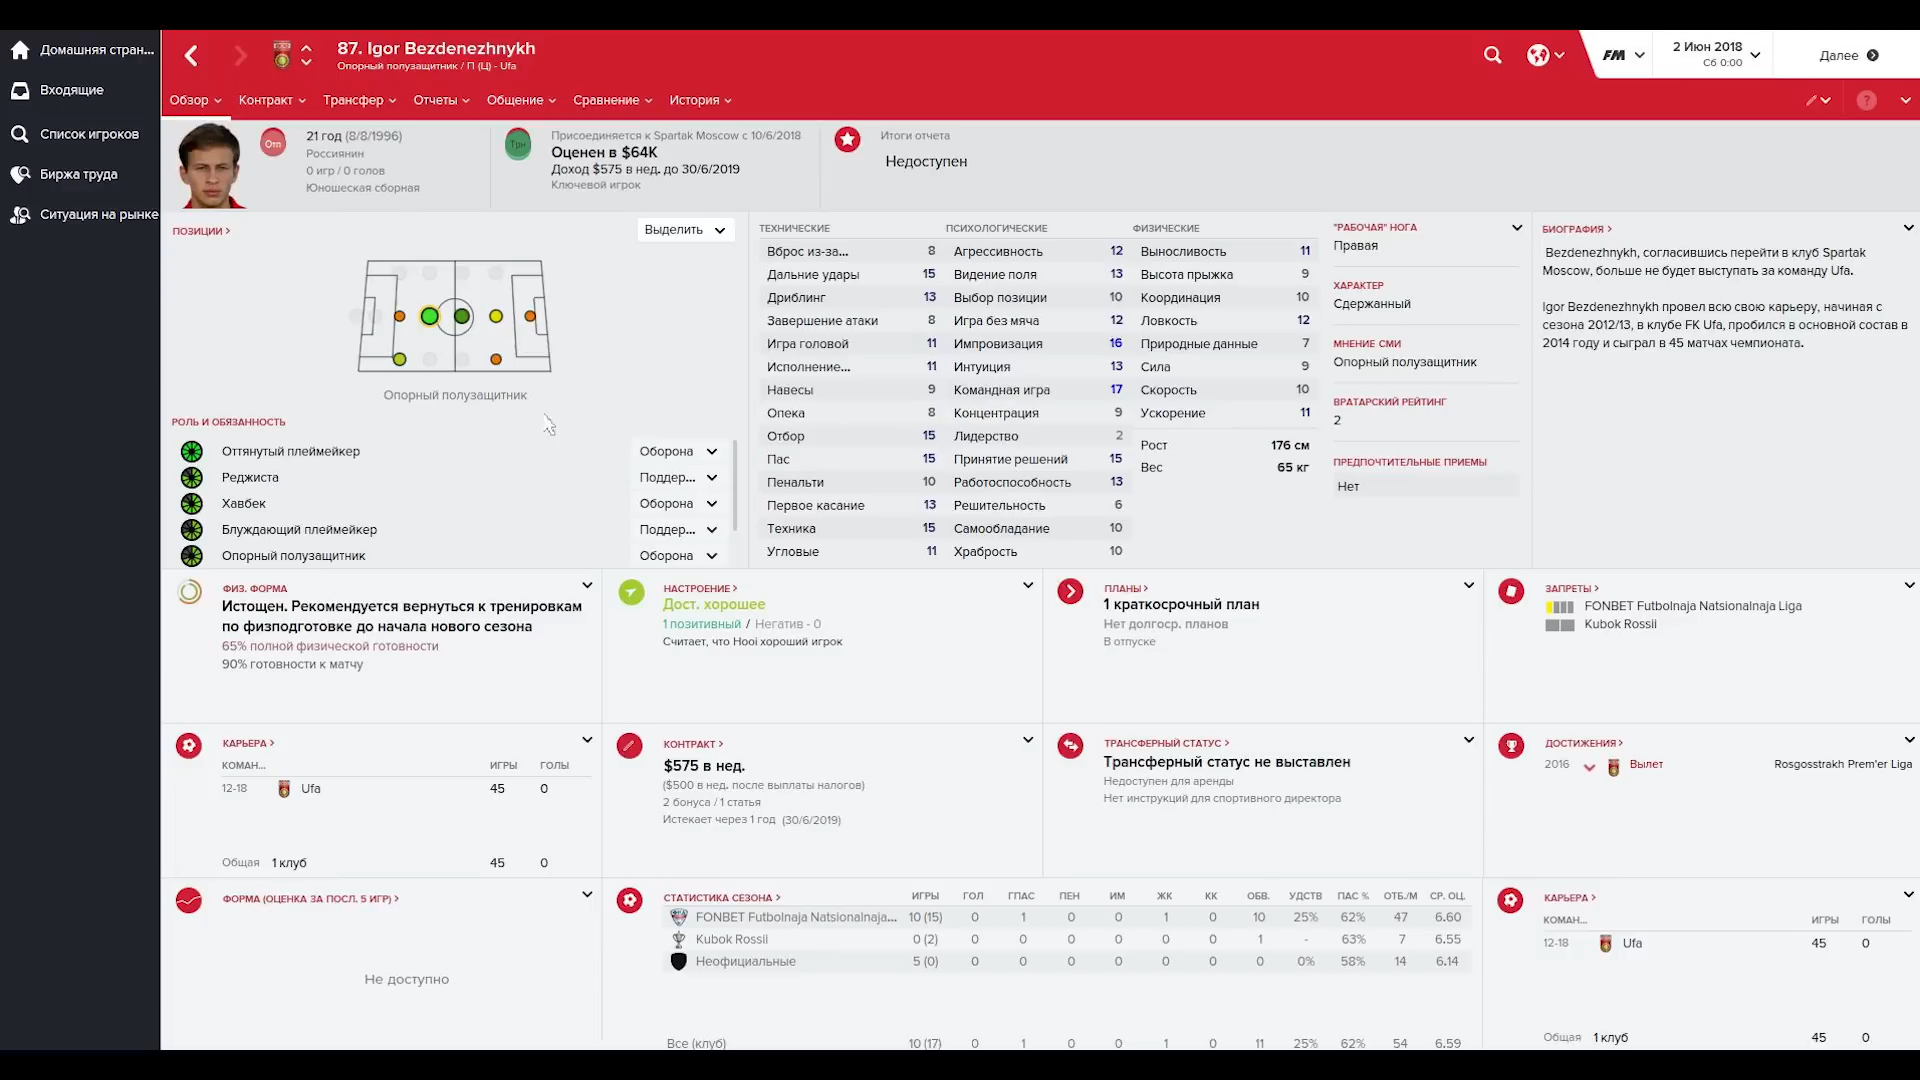 Домашняя стран...
Входящие
Список игроков
Биржа труда
Ситуация на рынке
87. Igor Bezdenezhnykh
Опорный полузащитник / П (Ц) - Ufa
FM
2 Июн 2018
Сб 0:00
Далее
Обзор
Контракт
Трансфер
Отчеты
Общение
Сравнение
История
?
Отп
21 год (8/8/1996)
Россиянин
0 игр / 0 голов
Юношеская сборная
Трн
Присоединяется к Spartak Moscow с 10/6/2018
Оценен в $64K
Доход $575 в нед. до 30/6/2019
Ключевой игрок
Итоги отчета
Недоступен
ПОЗИЦИИ >
Выделить
Опорный полузащитник
РОЛЬ И ОБЯЗАННОСТЬ
Оттянутый плеймейкер Оборона
Реджиста Поддер...
Хавбек Оборона
Блуждающий плеймейкер Поддер...
Опорный полузащитник Оборона
ТЕХНИЧЕСКИЕ
Вброс из-за... 8
Дальние удары 15
Дриблинг 13
Завершение атаки 8
Игра головой 11
Исполнение... 11
Навесы 9
Опека 8
Отбор 15
Пас 15
Пенальти 10
Первое касание 13
Техника 15
Угловые 11
ПСИХОЛОГИЧЕСКИЕ
Агрессивность 12
Видение поля 13
Выбор позиции 10
Игра без мяча 12
Импровизация 16
Интуиция 13
Командная игра 17
Концентрация 9
Лидерство 2
Принятие решений 15
Работоспособность 13
Решительность 6
Самообладание 10
Храбрость 10
ФИЗИЧЕСКИЕ
Выносливость 11
Высота прыжка 9
Координация 10
Ловкость 12
Природные данные 7
Сила 9
Скорость 10
Ускорение 11
Рост 176 см
Вес 65 кг
"РАБОЧАЯ" НОГА
Правая
ХАРАКТЕР
Сдержанный
МНЕНИЕ СМИ
Опорный полузащитник
ВРАТАРСКИЙ РЕЙТИНГ
2
ПРЕДПОЧТИТЕЛЬНЫЕ ПРИЕМЫ
Нет
БИОГРАФИЯ >
Bezdenezhnykh, согласившись перейти в клуб Spartak
Moscow, больше не будет выступать за команду Ufa.
Igor Bezdenezhnykh провел всю свою карьеру, начиная с
сезона 2012/13, в клубе FK Ufa, пробился в основной состав в
2014 году и сыграл в 45 матчах чемпионата.
ФИЗ. ФОРМА
Истощен. Рекомендуется вернуться к тренировкам
по физподготовке до начала нового сезона
65% полной физической готовности
90% готовности к матчу
НАСТРОЕНИЕ >
Дост. хорошее
1 позитивный / Негатив - 0
Считает, что Hooi хороший игрок
ПЛАНЫ >
1 краткосрочный план
Нет долгоср. планов
В отпуске
ЗАПРЕТЫ >
FONBET Futbolnaja Natsionalnaja Liga
Kubok Rossii
КАРЬЕРА >
КОМАН... ИГРЫ ГОЛЫ
12-18 Ufa 45 0
Общая 1 клуб 45 0
КОНТРАКТ >
$575 в нед.
($500 в нед. после выплаты налогов)
2 бонуса / 1 статья
Истекает через 1 год (30/6/2019)
ТРАНСФЕРНЫЙ СТАТУС >
Трансферный статус не выставлен
Недоступен для аренды
Нет инструкций для спортивного директора
ДОСТИЖЕНИЯ >
2016 Вылет Rosgosstrakh Prem'er Liga
ФОРМА (ОЦЕНКА ЗА ПОСЛ. 5 ИГР) >
Не доступно
СТАТИСТИКА СЕЗОНА > ИГРЫ ГОЛ ГПАС ПЕН ИМ ЖК КК ОБВ. УДСТВ ПАС % ОТБ./М СР. ОЦ.
FONBET Futbolnaja Natsionalnaja... 10 (15) 0 1 0 0 1 0 10 25% 62% 47 6.60
Kubok Rossii 0 (2) 0 0 0 0 0 0 1 - 63% 7 6.55
Неофициальные 5 (0) 0 0 0 0 0 0 0 0% 58% 14 6.14
Все (клуб) 10 (17) 0 1 0 0 1 0 11 25% 62% 54 6.59
КАРЬЕРА >
КОМАН... ИГРЫ ГОЛЫ
12-18 Ufa 45 0
Общая 1 клуб 45 0